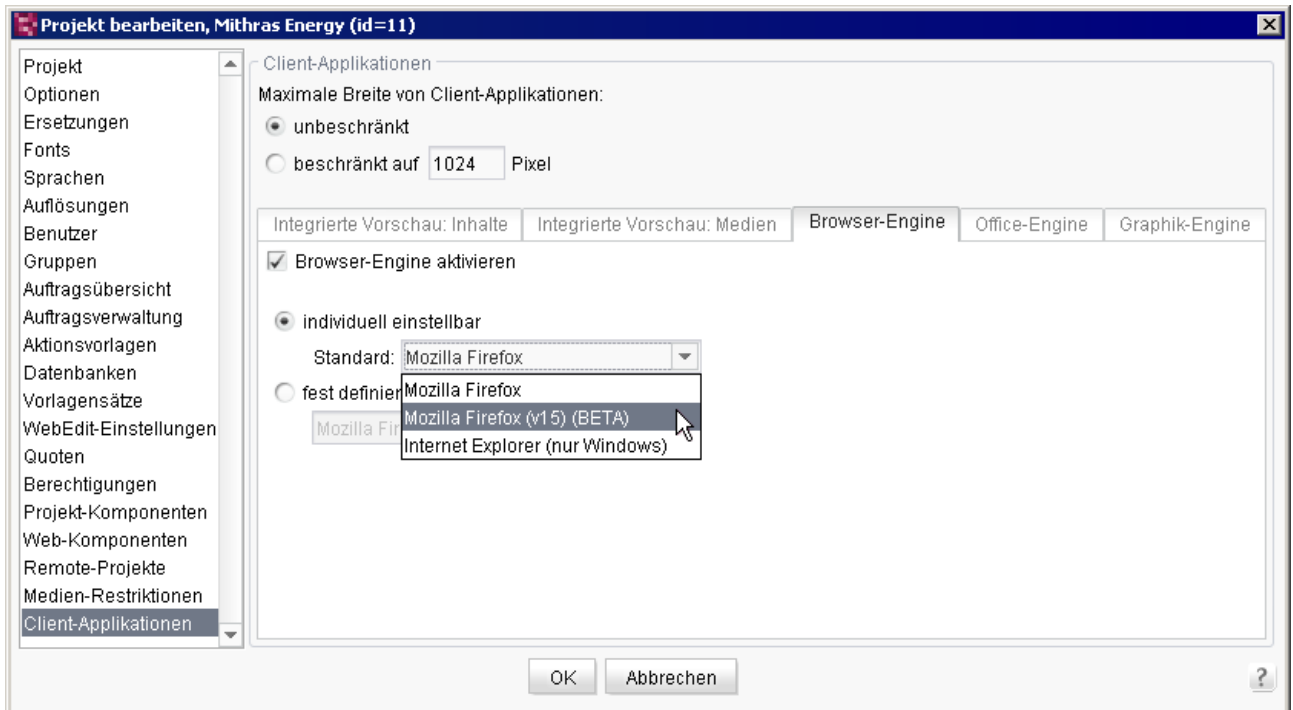 Projekt bearbeiten, Mithras Energy (id=11)
Projekt
Optionen
Ersetzungen
Fonts
Sprachen
Auflösungen
Benutzer
Gruppen
Auftragsübersicht
Auftragsverwaltung
Aktionsvorlagen
Datenbanken
Vorlagensätze
WebEdit-Einstellungen
Quoten
Berechtigungen
Projekt-Komponenten
Web-Komponenten
Remote-Projekte
Medien-Restriktionen
Client-Applikationen
Client-Applikationen
Maximale Breite von Client-Applikationen:
unbeschränkt
beschränkt auf 1024 Pixel
Integrierte Vorschau: Inhalte Integrierte Vorschau: Medien Browser-Engine Office-Engine Graphik-Engine
Browser-Engine aktivieren
individuell einstellbar
Standard: Mozilla Firefox
fest definier Mozilla Firefox
Mozilla Fir Mozilla Firefox (v15) (BETA)
Internet Explorer (nur Windows)
OK Abbrechen ?